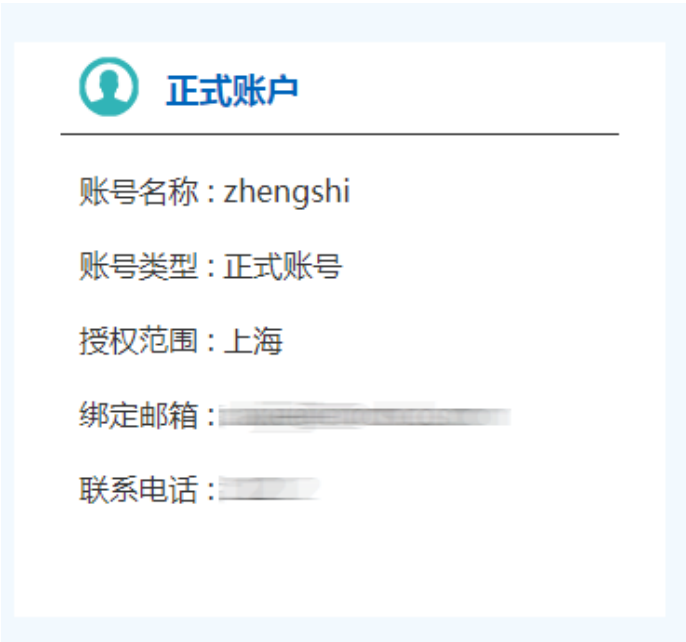 正式账户
账号名称 : zhengshi
账号类型 : 正式账号
授权范围 : 上海
绑定邮箱 :
联系电话 :